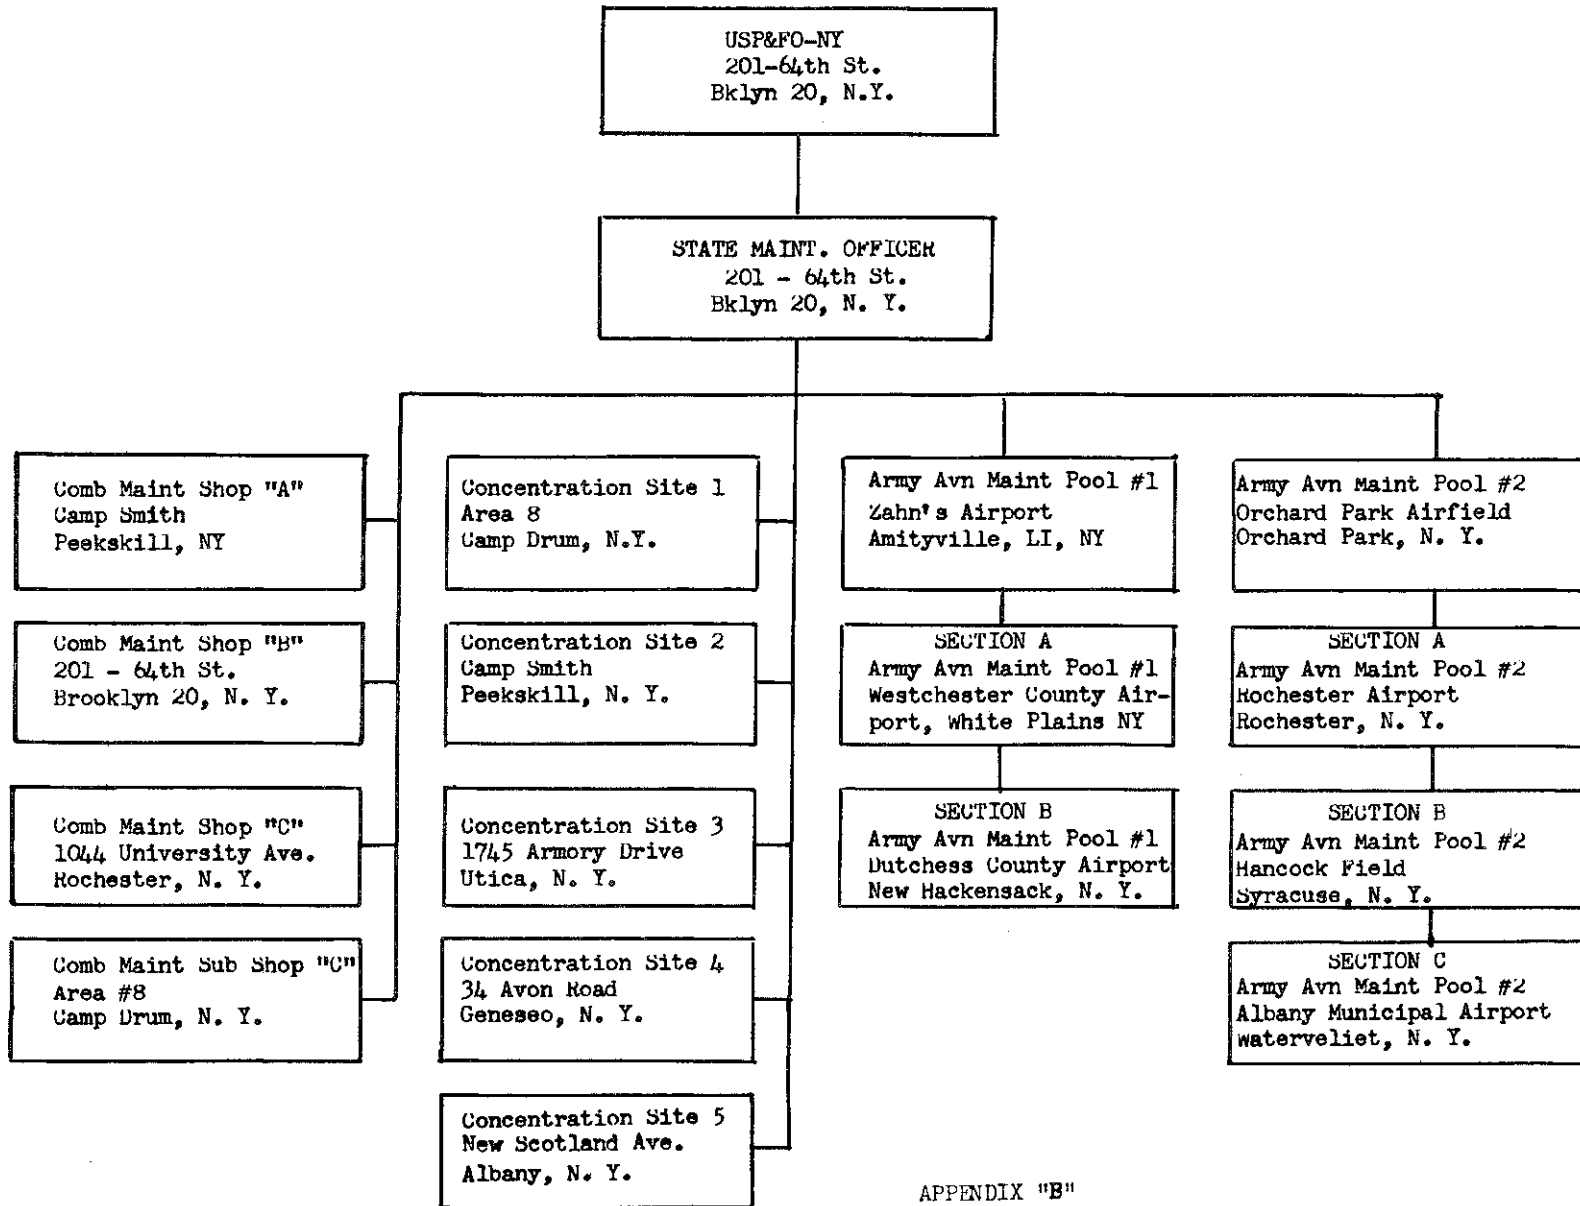 USP&FO-NY
201-64th St.
Bklyn 20, N.Y.
STATE MAINT. OFFICER
201 - 64th St.
Bklyn 20, N. Y.
Comb Maint Shop "A"
Camp Smith
Peekskill, NY
Comb Maint Shop "B"
201 - 64th St.
Brooklyn 20, N. Y.
Comb Maint Shop "C"
1044 University Ave.
Rochester, N. Y.
Comb Maint Sub Shop "C"
Area #8
Camp Drum, N. Y.
Concentration Site 1
Area 8
Camp Drum, N.Y.
Concentration Site 2
Camp Smith
Peekskill, N. Y.
Concentration Site 3
1745 Armory Drive
Utica, N. Y.
Concentration Site 4
34 Avon Road
Geneseo, N. Y.
Concentration Site 5
New Scotland Ave.
Albany, N. Y.
Army Avn Maint Pool #1
Zahn's Airport
Amityville, LI, NY
SECTION A
Army Avn Maint Pool #1
Westchester County Air-
port, White Plains NY
SECTION B
Army Avn Maint Pool #1
Dutchess County Airport
New Hackensack, N. Y.
Army Avn Maint Pool #2
Orchard Park Airfield
Orchard Park, N. Y.
SECTION A
Army Avn Maint Pool #2
Rochester Airport
Rochester, N. Y.
SECTION B
Army Avn Maint Pool #2
Hancock Field
Syracuse, N. Y.
SECTION C
Army Avn Maint Pool #2
Albany Municipal Airport
Waterveliet, N. Y.
APPENDIX "B"